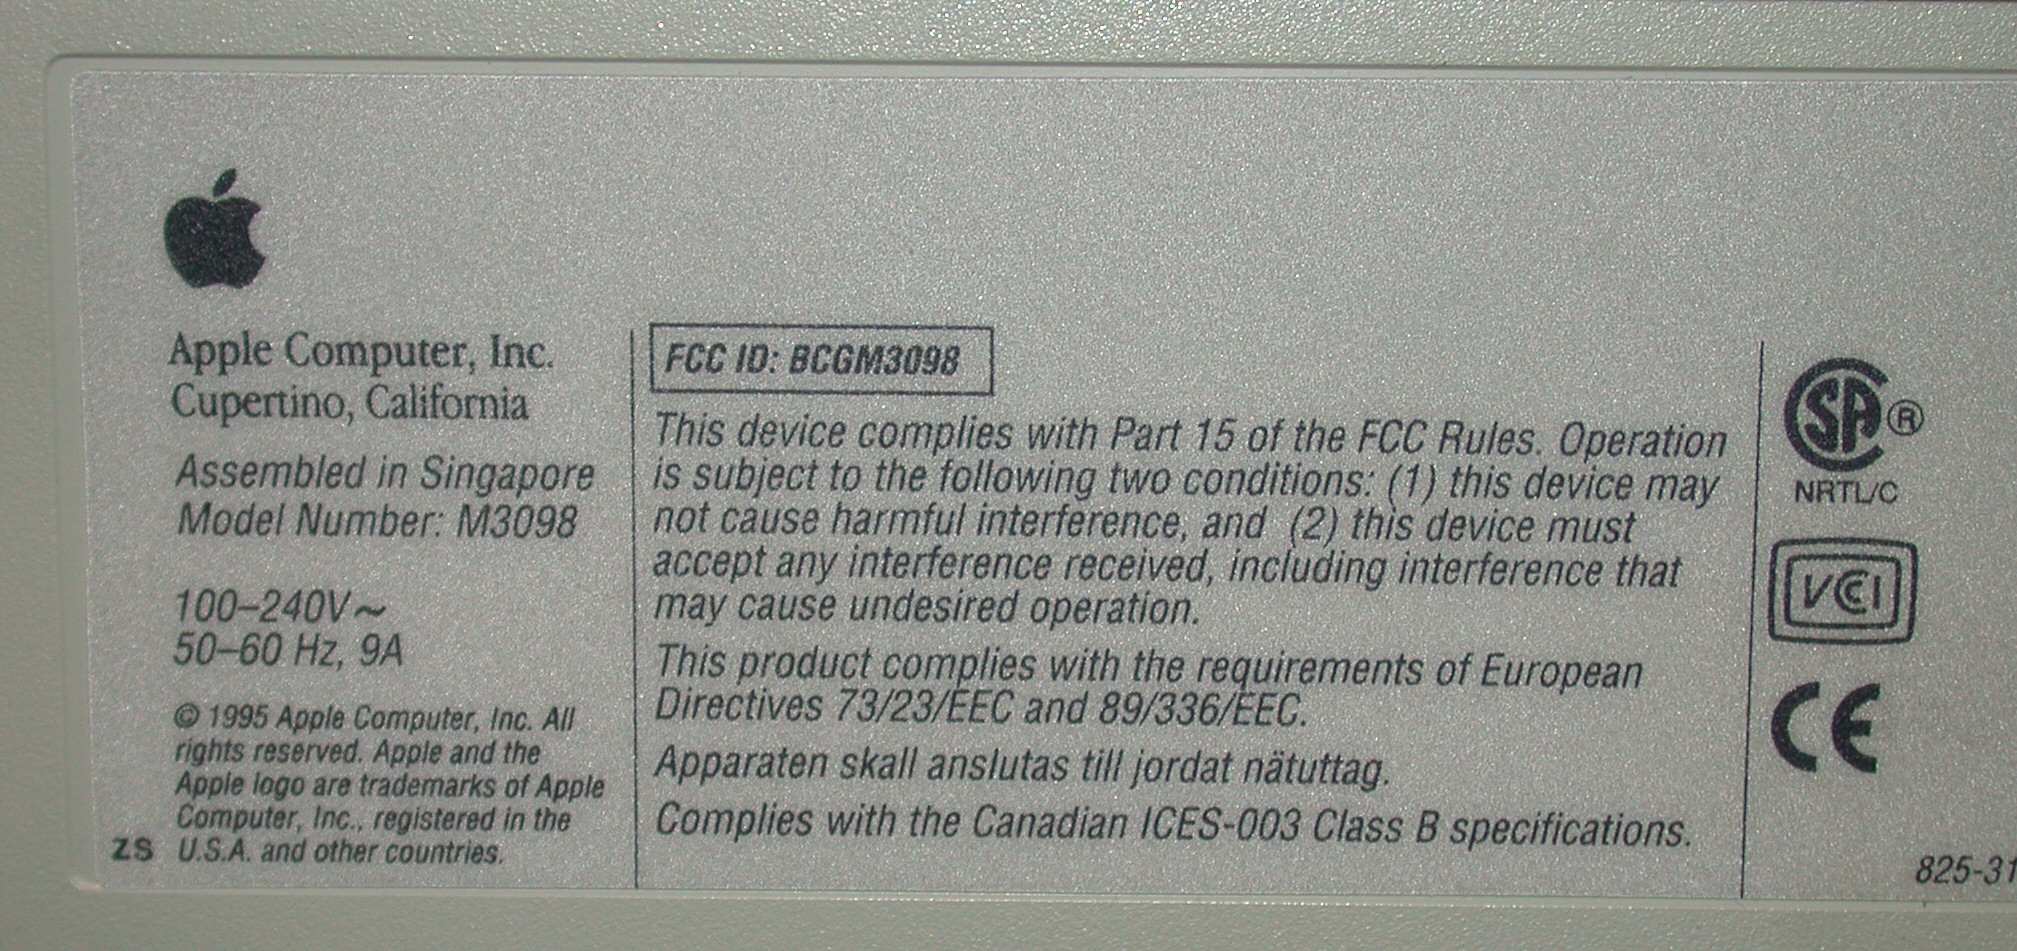 Apple Computer, Inc.
Cupertino, California
Assembled in Singapore
Model Number: M3098
100–240V~
50–60 Hz, 9A
© 1995 Apple Computer, Inc. All
rights reserved. Apple and the
Apple logo are trademarks of Apple
Computer, Inc., registered in the
U.S.A. and other countries.
ZS
FCC ID: BCGM3098
This device complies with Part 15 of the FCC Rules. Operation
is subject to the following two conditions: (1) this device may
not cause harmful interference, and (2) this device must
accept any interference received, including interference that
may cause undesired operation.
This product complies with the requirements of European
Directives 73/23/EEC and 89/336/EEC.
Apparaten skall anslutas till jordat nätuttag.
Complies with the Canadian ICES-003 Class B specifications.
SA ®
NRTL/C
VCCI
CE
825-31